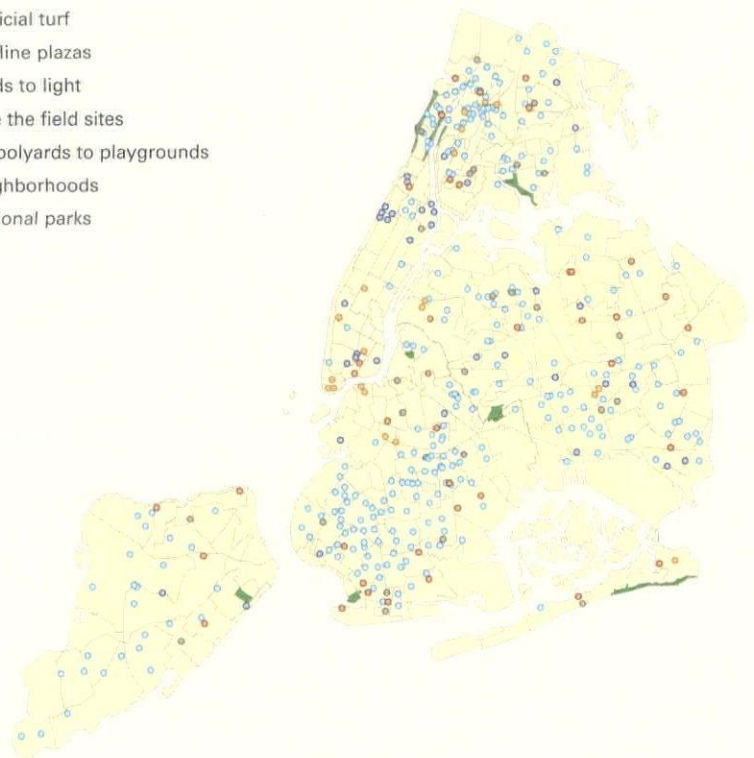 icial turf
line plazas
ds to light
e the field sites
oolyards to playgrounds
ghborhoods
onal parks